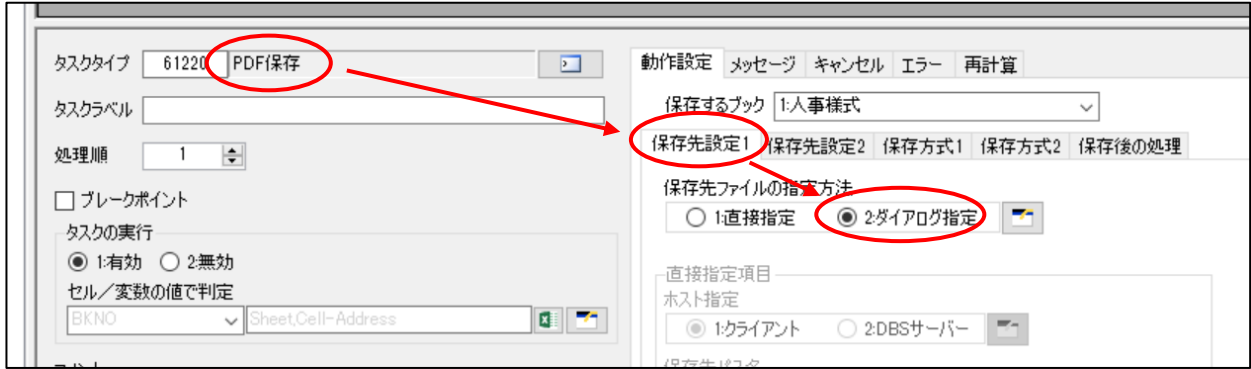 タスクタイプ 61220 PDF保存
タスクラベル
処理順 1
ブレークポイント
タスクの実行
1:有効 2:無効
セル／変数の値で判定
BKNO Sheet,Cell-Address
動作設定 メッセージ キャンセル エラー 再計算
保存するブック 1:人事様式
保存先設定1 保存先設定2 保存方式1 保存方式2 保存後の処理
保存先ファイルの指定方法
1:直接指定 2:ダイアログ指定
直接指定項目
ホスト指定
1:クライアント 2:DBSサーバー